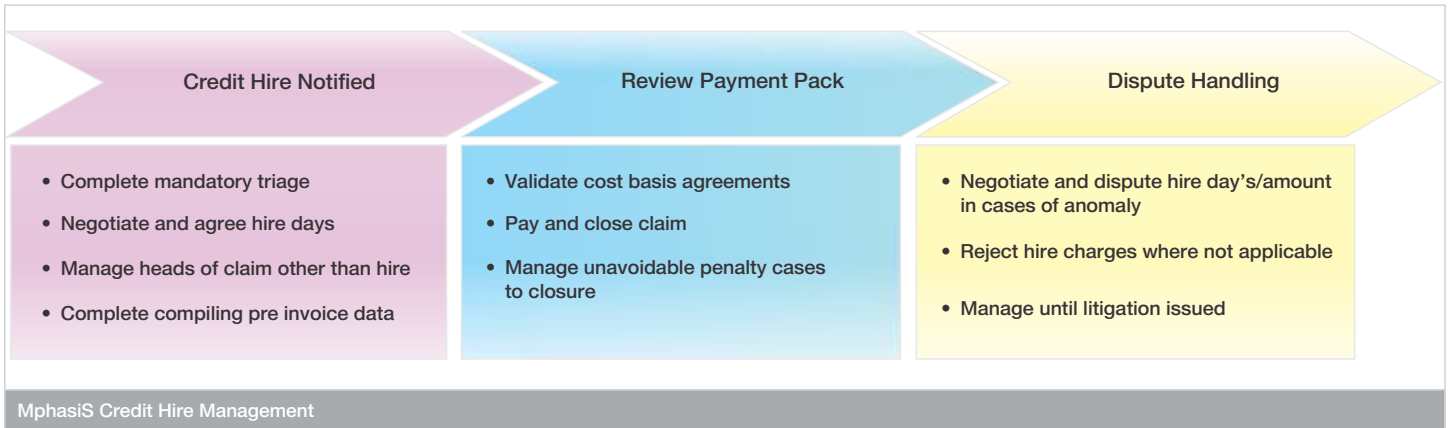 Credit Hire Notified
Review Payment Pack
Dispute Handling
• Complete mandatory triage
• Negotiate and agree hire days
• Manage heads of claim other than hire
• Complete compiling pre invoice data
• Validate cost basis agreements
• Pay and close claim
• Manage unavoidable penalty cases
to closure
• Negotiate and dispute hire day's/amount
in cases of anomaly
• Reject hire charges where not applicable
• Manage until litigation issued
MphasiS Credit Hire Management